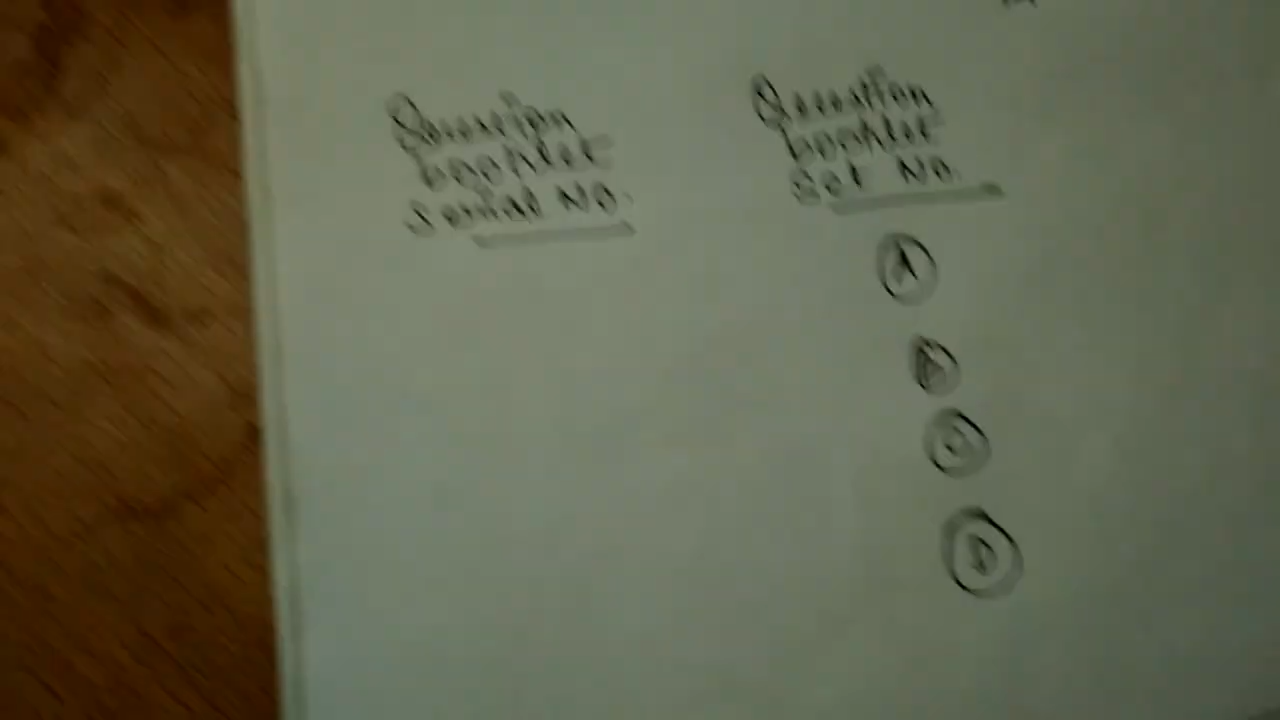 Question
booklet
Serial No.
Question
booklet
Set No.
A
B
C
D